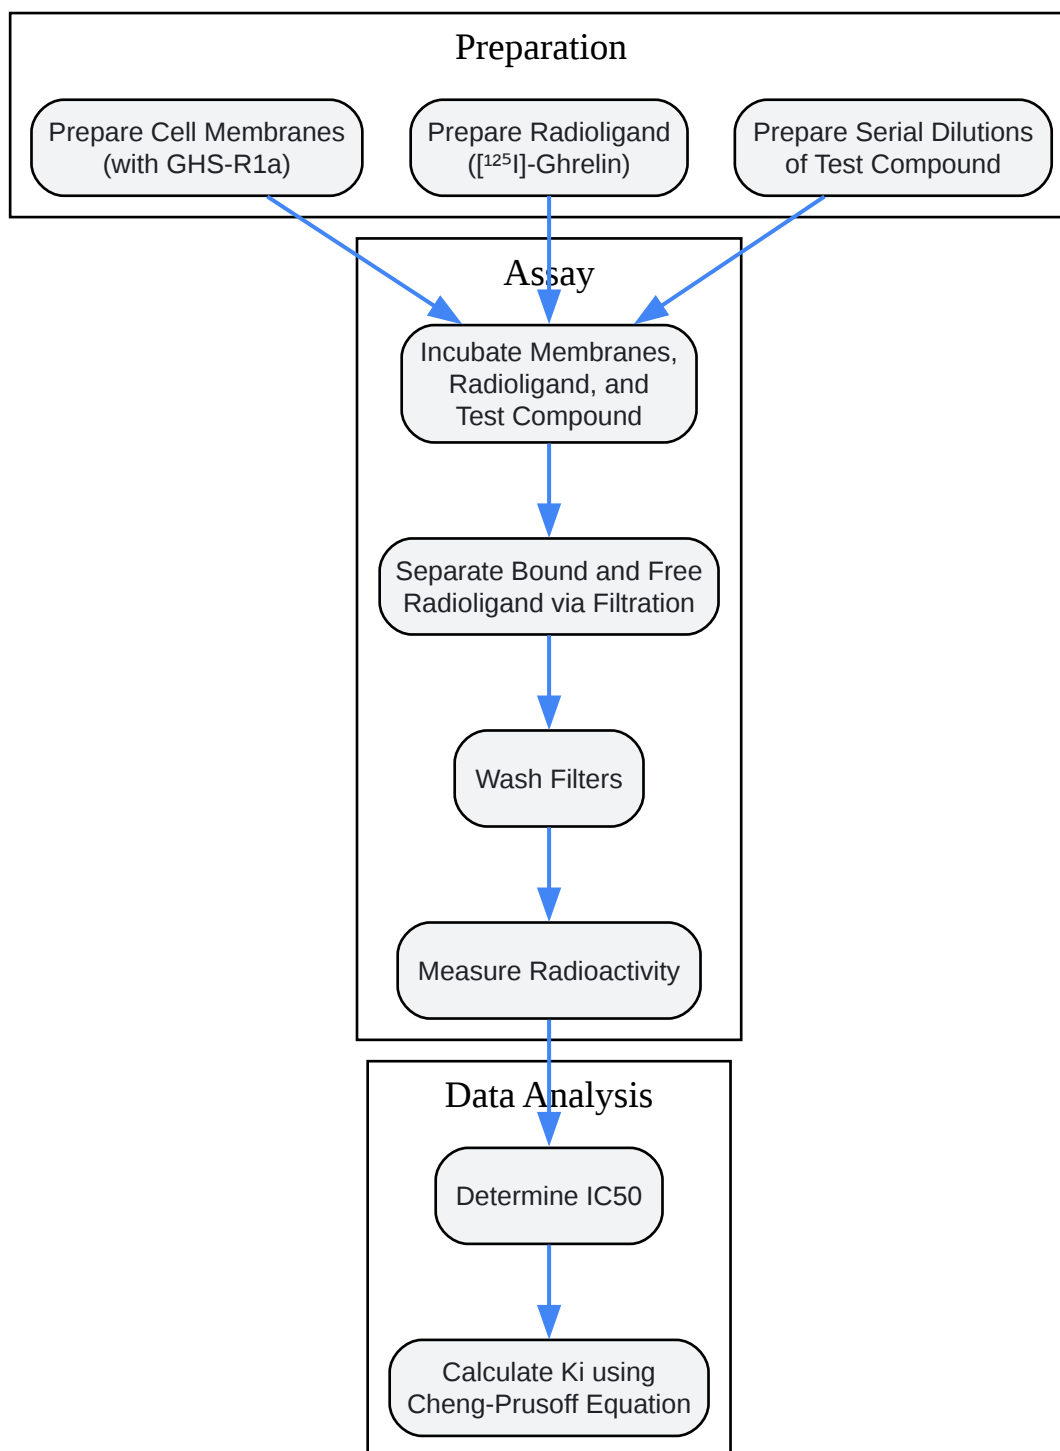 Preparation
Prepare Cell Membranes
(with GHS-R1a)
Prepare Radioligand
([¹²⁵I]-Ghrelin)
Prepare Serial Dilutions
of Test Compound
Assay
Incubate Membranes,
Radioligand, and
Test Compound
Separate Bound and Free
Radioligand via Filtration
Wash Filters
Measure Radioactivity
Data Analysis
Determine IC50
Calculate Ki using
Cheng-Prusoff Equation